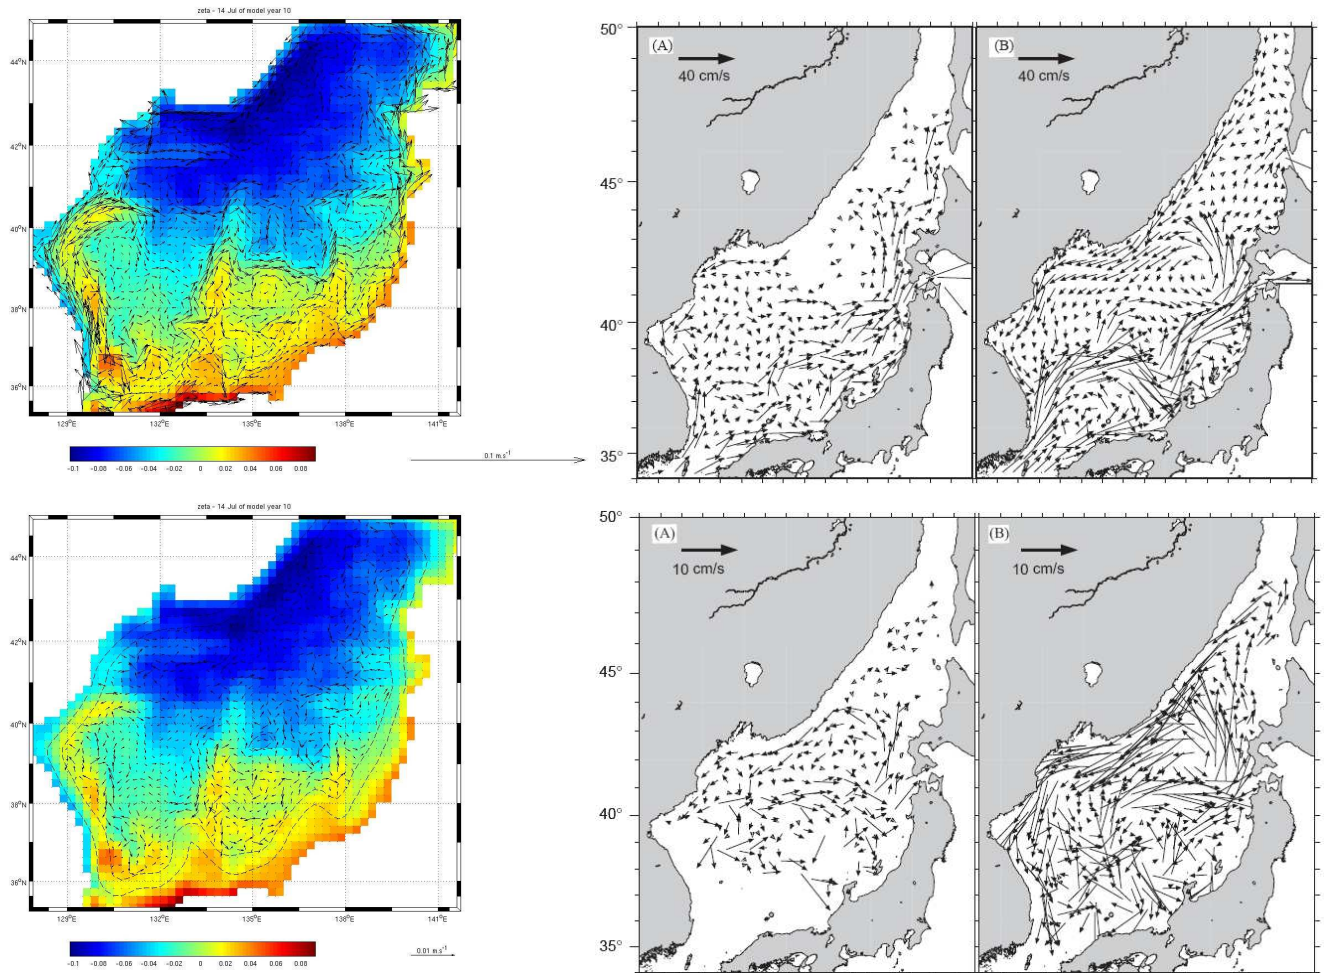 zeta - 14 Jul of model year 10
44°N
42°N
40°N
38°N
36°N
129°E 132°E 135°E 138°E 141°E
-0.1 -0.08 -0.06 -0.04 -0.02 0 0.02 0.04 0.06 0.08
0.1 m s-1
50°
45°
40°
35°
(A)
40 cm/s
(B)
40 cm/s
zeta - 14 Jul of model year 10
44°N
42°N
40°N
38°N
36°N
129°E 132°E 135°E 138°E 141°E
-0.1 -0.08 -0.06 -0.04 -0.02 0 0.02 0.04 0.06 0.08
0.01 m s-1
50°
45°
40°
35°
(A)
10 cm/s
(B)
10 cm/s